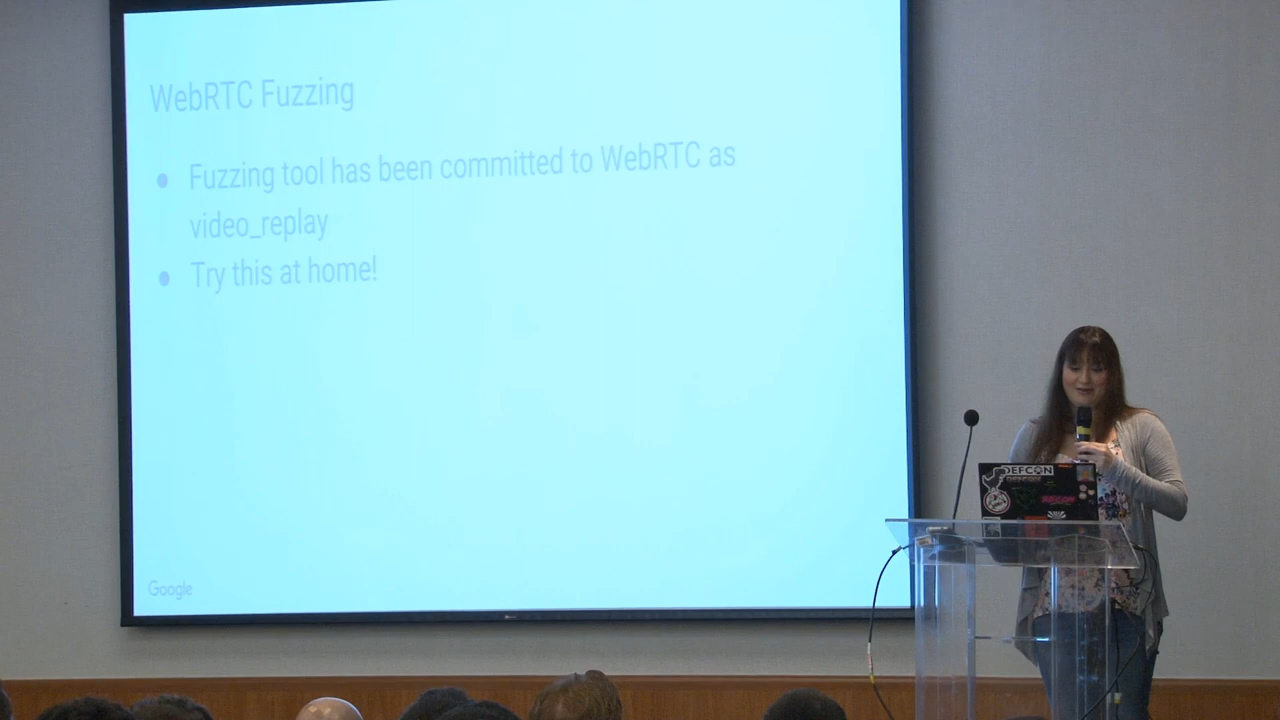 WebRTC Fuzzing
● Fuzzing tool has been committed to WebRTC as
video_replay
● Try this at home!
Google
DEFCON